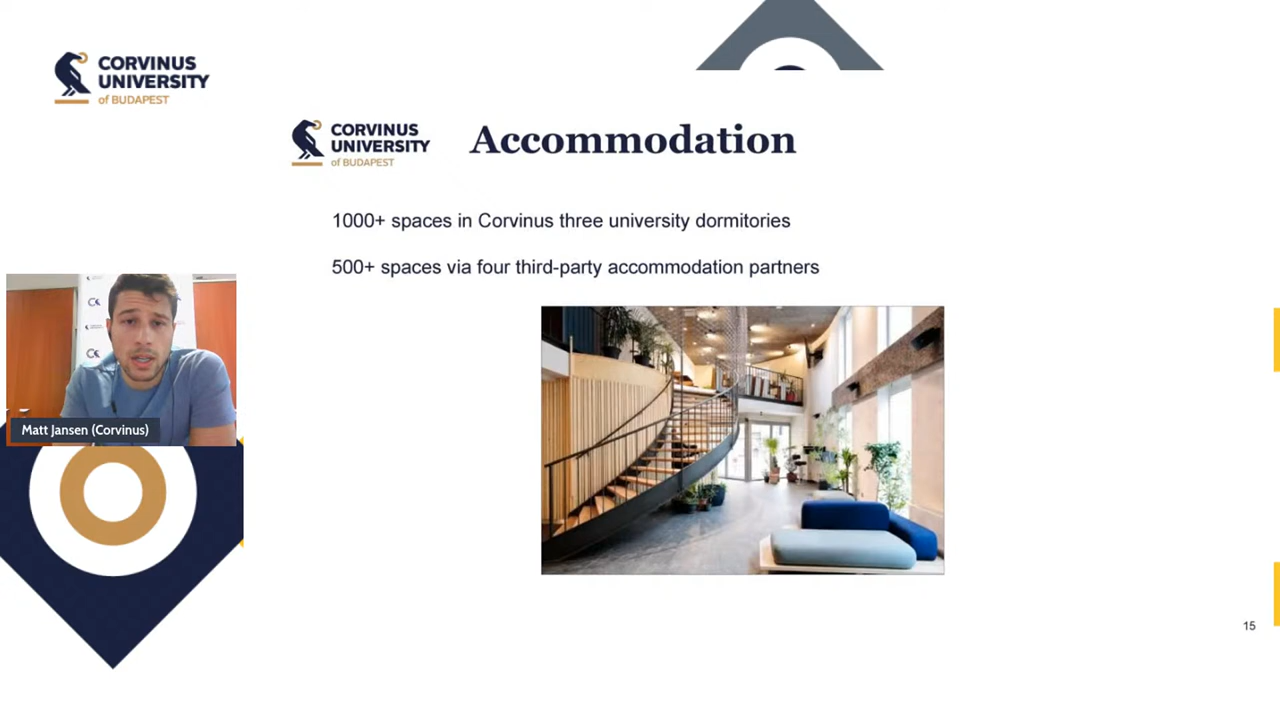 CORVINUS
UNIVERSITY
of BUDAPEST
CORVINUS
UNIVERSITY
of BUDAPEST
Accommodation
1000+ spaces in Corvinus three university dormitories
500+ spaces via four third-party accommodation partners
Matt Jansen (Corvinus)
15